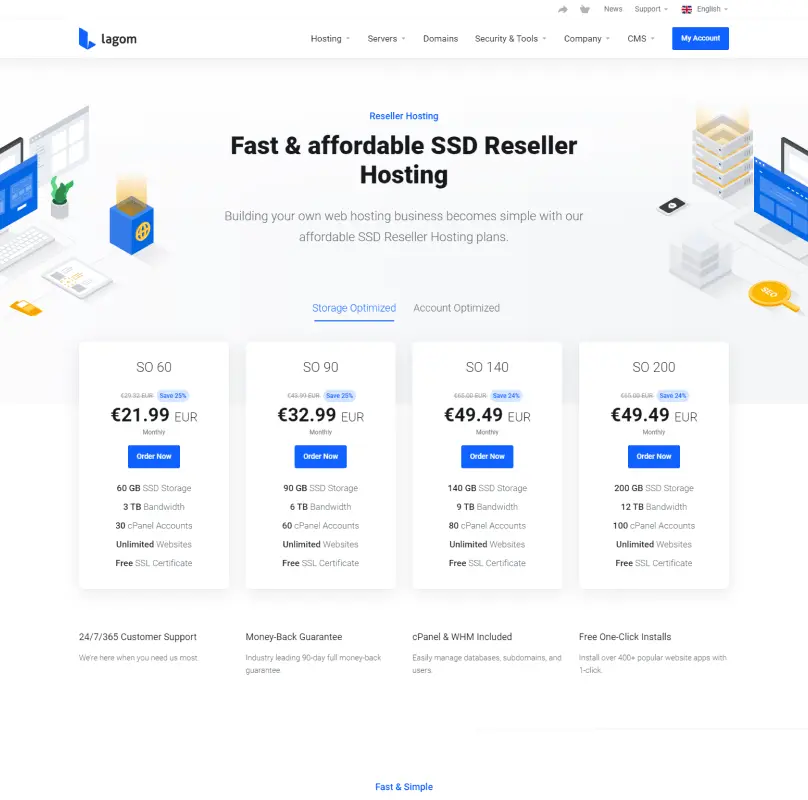 News Support English
lagom
Hosting Servers Domains Security & Tools Company CMS My Account
Reseller Hosting
Fast & affordable SSD Reseller
Hosting
Building your own web hosting business becomes simple with our
affordable SSD Reseller Hosting plans.
SEO
Storage Optimized Account Optimized
SO 60
€29.32 EUR Save 25%
€21.99 EUR
Monthly
Order Now
60 GB SSD Storage
3 TB Bandwidth
30 cPanel Accounts
Unlimited Websites
Free SSL Certificate
SO 90
€43.99 EUR Save 25%
€32.99 EUR
Monthly
Order Now
90 GB SSD Storage
6 TB Bandwidth
60 cPanel Accounts
Unlimited Websites
Free SSL Certificate
SO 140
€65.00 EUR Save 24%
€49.49 EUR
Monthly
Order Now
140 GB SSD Storage
9 TB Bandwidth
80 cPanel Accounts
Unlimited Websites
Free SSL Certificate
SO 200
€65.00 EUR Save 24%
€49.49 EUR
Monthly
Order Now
200 GB SSD Storage
12 TB Bandwidth
100 cPanel Accounts
Unlimited Websites
Free SSL Certificate
24/7/365 Customer Support
We're here when you need us most.
Money-Back Guarantee
Industry leading 90-day full money-back
guarantee.
cPanel & WHM Included
Easily manage databases, subdomains, and
users.
Free One-Click Installs
Install over 400+ popular website apps with
1-click.
Fast & Simple